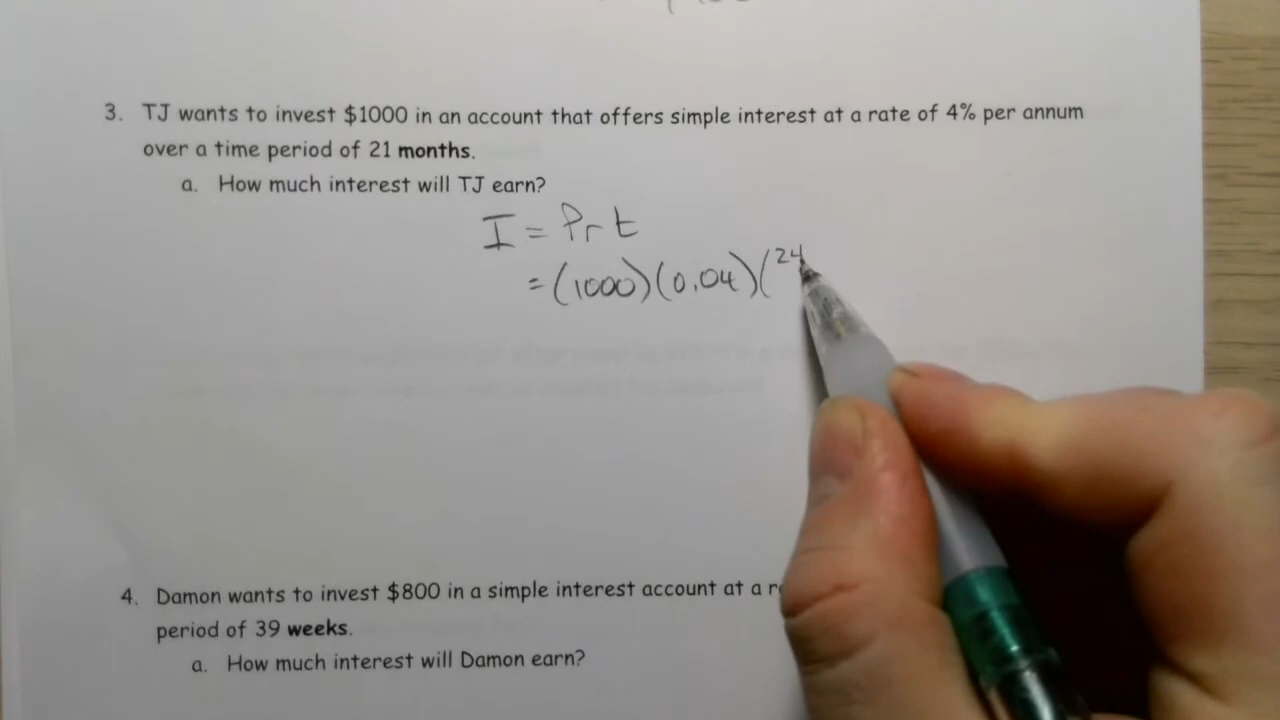 3. TJ wants to invest $1000 in an account that offers simple interest at a rate of 4% per annum
over a time period of 21 months.
a. How much interest will TJ earn?
I = Prt
= (1000)(0.04)(24
4. Damon wants to invest $800 in a simple interest account at a
period of 39 weeks.
a. How much interest will Damon earn?